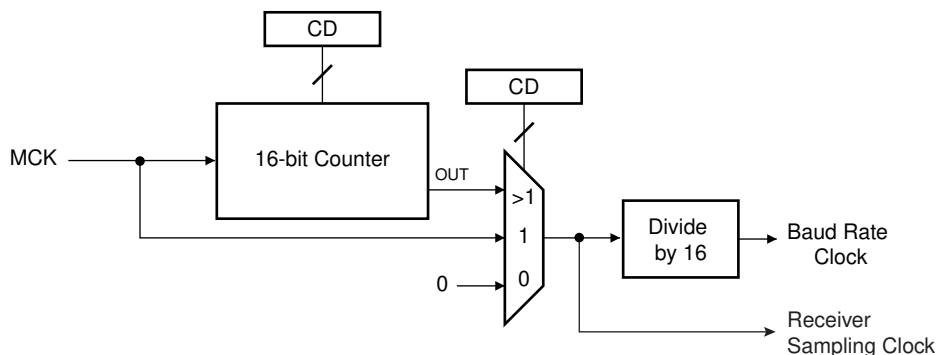 CD
CD
MCK
16-bit Counter
OUT
>1
1
0
0
Divide
by 16
Baud Rate
Clock
Receiver
Sampling Clock